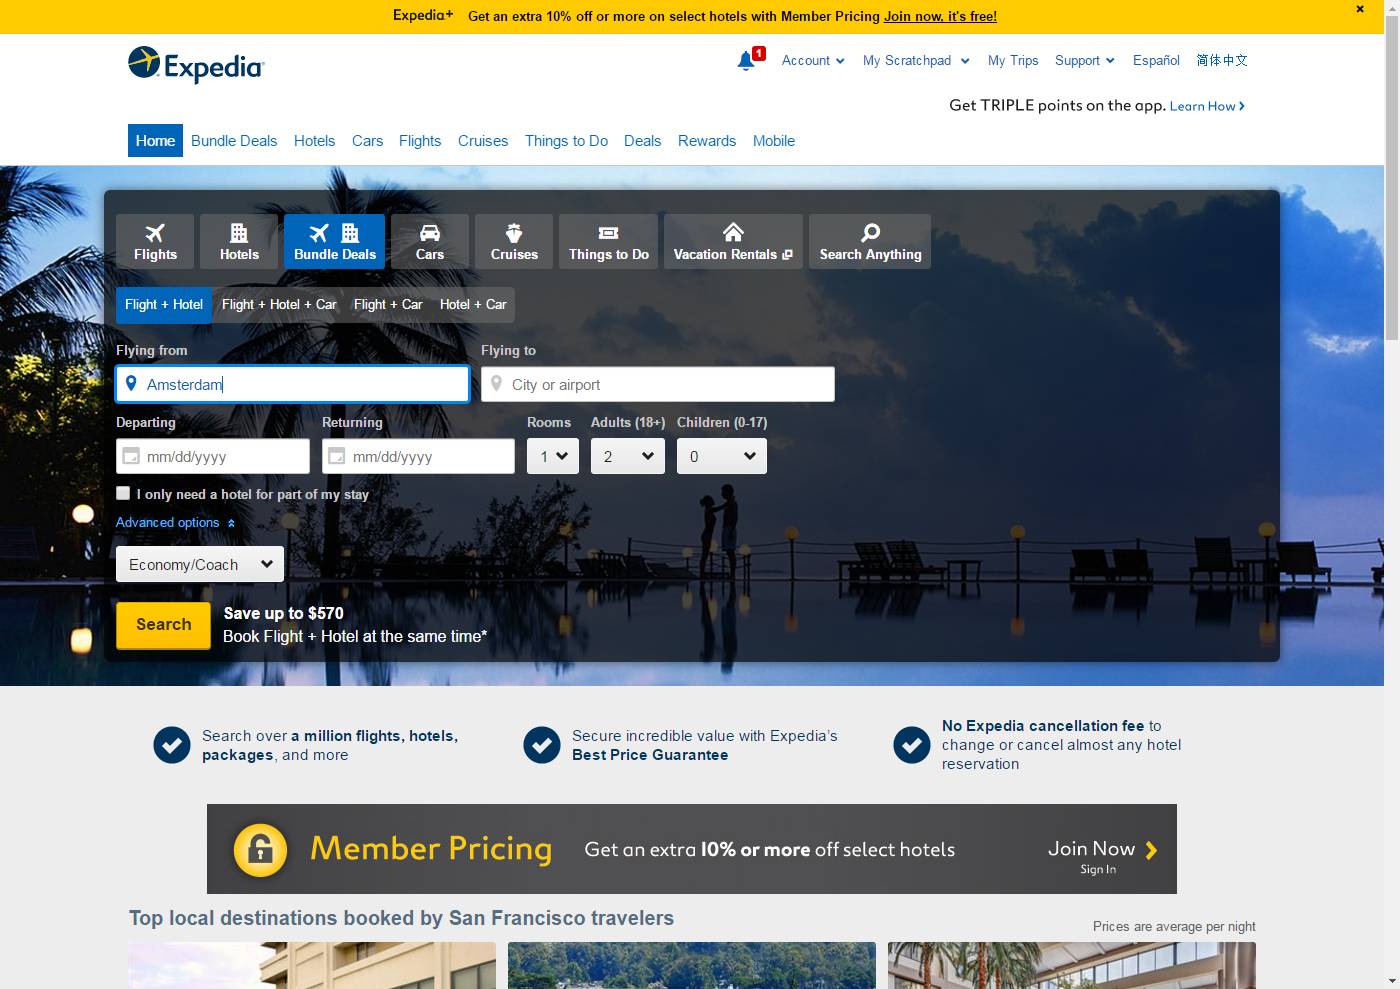 Expedia+ Get an extra 10% off or more on select hotels with Member Pricing Join now, it's free!
Expedia
1 Account My Scratchpad My Trips Support Español 简体中文
Get TRIPLE points on the app. Learn How
Home Bundle Deals Hotels Cars Flights Cruises Things to Do Deals Rewards Mobile
Flights Hotels Bundle Deals Cars Cruises Things to Do Vacation Rentals Search Anything
Flight + Hotel Flight + Hotel + Car Flight + Car Hotel + Car
Flying from Flying to
Amsterdam City or airport
Departing Returning Rooms Adults (18+) Children (0-17)
mm/dd/yyyy mm/dd/yyyy 1 2 0
I only need a hotel for part of my stay
Advanced options
Economy/Coach
Search
Save up to $570
Book Flight + Hotel at the same time*
Search over a million flights, hotels,
packages, and more
Secure incredible value with Expedia's
Best Price Guarantee
No Expedia cancellation fee to
change or cancel almost any hotel
reservation
Member Pricing Get an extra 10% or more off select hotels Join Now
Sign In
Top local destinations booked by San Francisco travelers
Prices are average per night